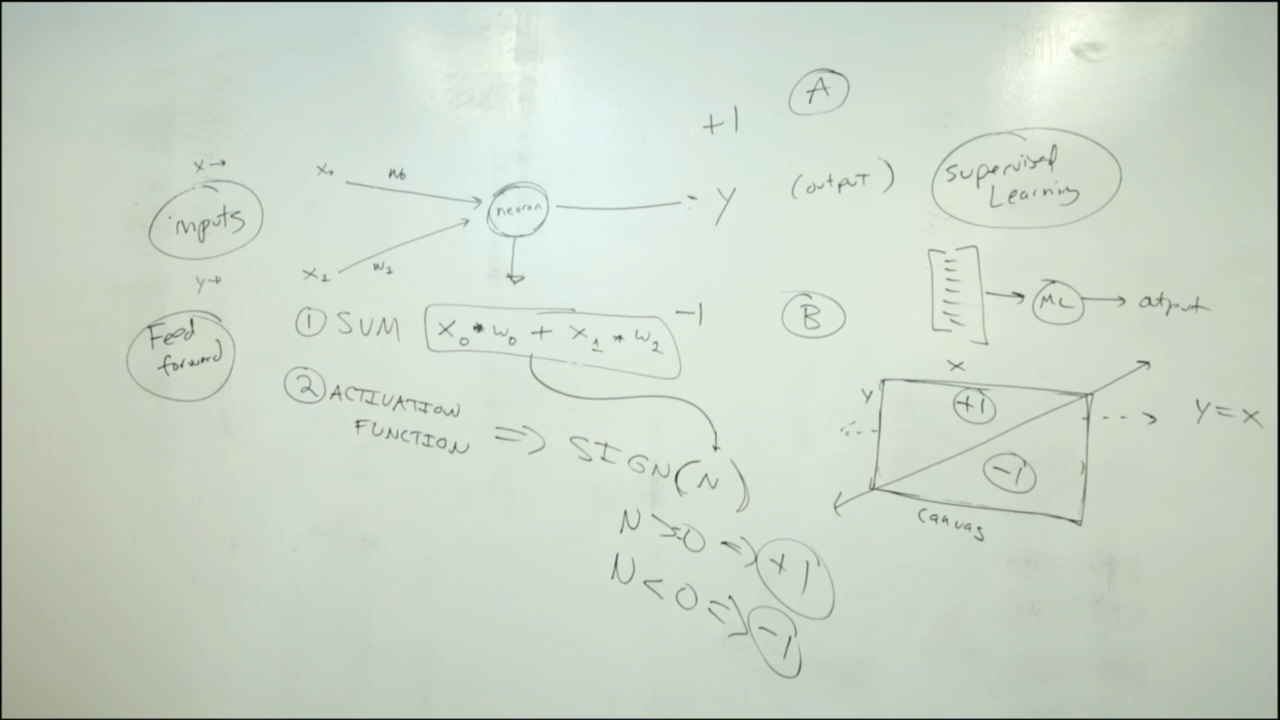 A
+1
x→
x₀
w₀
neuron
y
(output)
Supervised
Learning
inputs
x₁
w₂
y→
Feed
forward
① SUM
x₀ * w₀ + x₁ * w₂
-1
B
ML
output
② ACTIVATION
FUNCTION
=> SIGN(N)
N >0 => +1
N < 0 => -1
x
y
+1
-1
canvas
Y = X